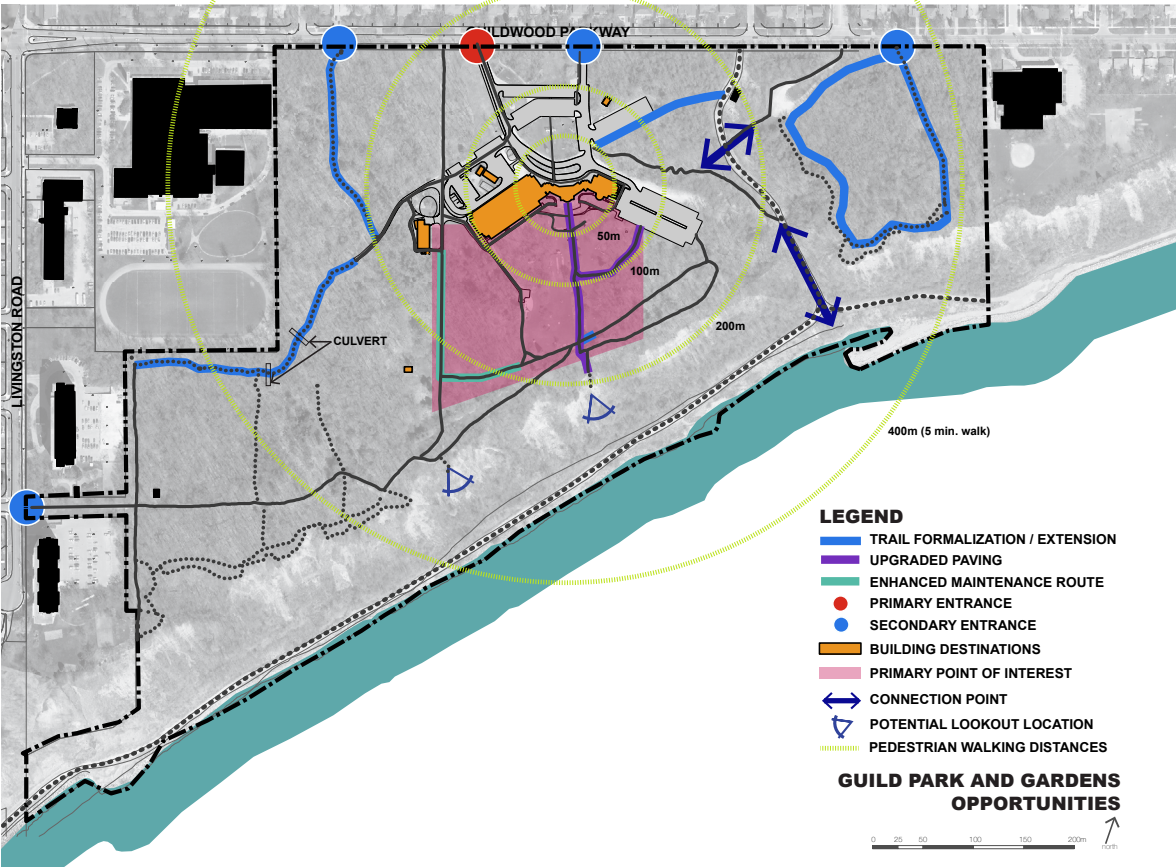 ILDWOOD PARKWAY
50m
100m
200m
CULVERT
LIVINGSTON ROAD
400m (5 min. walk)
LEGEND
TRAIL FORMALIZATION / EXTENSION
UPGRADED PAVING
ENHANCED MAINTENANCE ROUTE
PRIMARY ENTRANCE
SECONDARY ENTRANCE
BUILDING DESTINATIONS
PRIMARY POINT OF INTEREST
CONNECTION POINT
POTENTIAL LOOKOUT LOCATION
PEDESTRIAN WALKING DISTANCES
GUILD PARK AND GARDENS
OPPORTUNITIES
0 25 50 100 150 200m
north